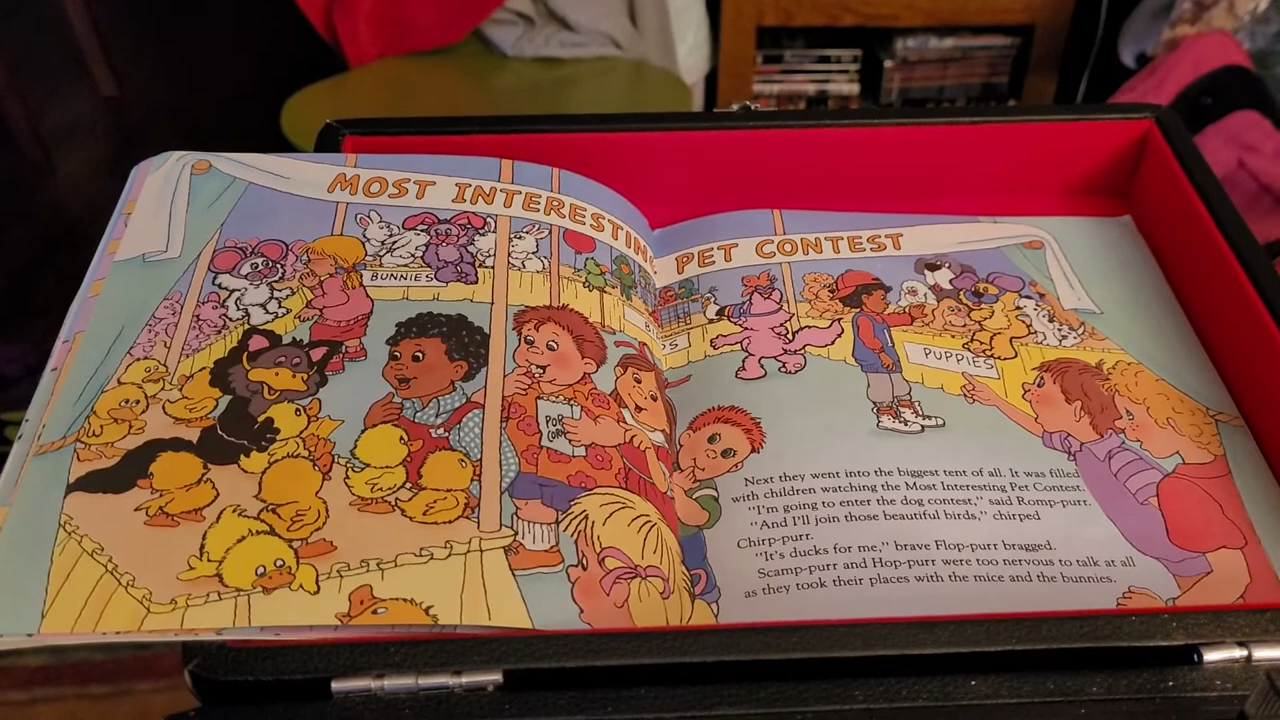 MOST INTERESTING PET CONTEST
BUNNIES
POP
CORN
PUPPIES
Next they went into the biggest tent of all. It was filled
with children watching the Most Interesting Pet Contest.
"I'm going to enter the dog contest," said Romp-purr.
"And I'll join those beautiful birds," chirped
Chirp-purr.
"It's ducks for me," brave Flop-purr bragged.
Scamp-purr and Hop-purr were too nervous to talk at all
as they took their places with the mice and the bunnies.